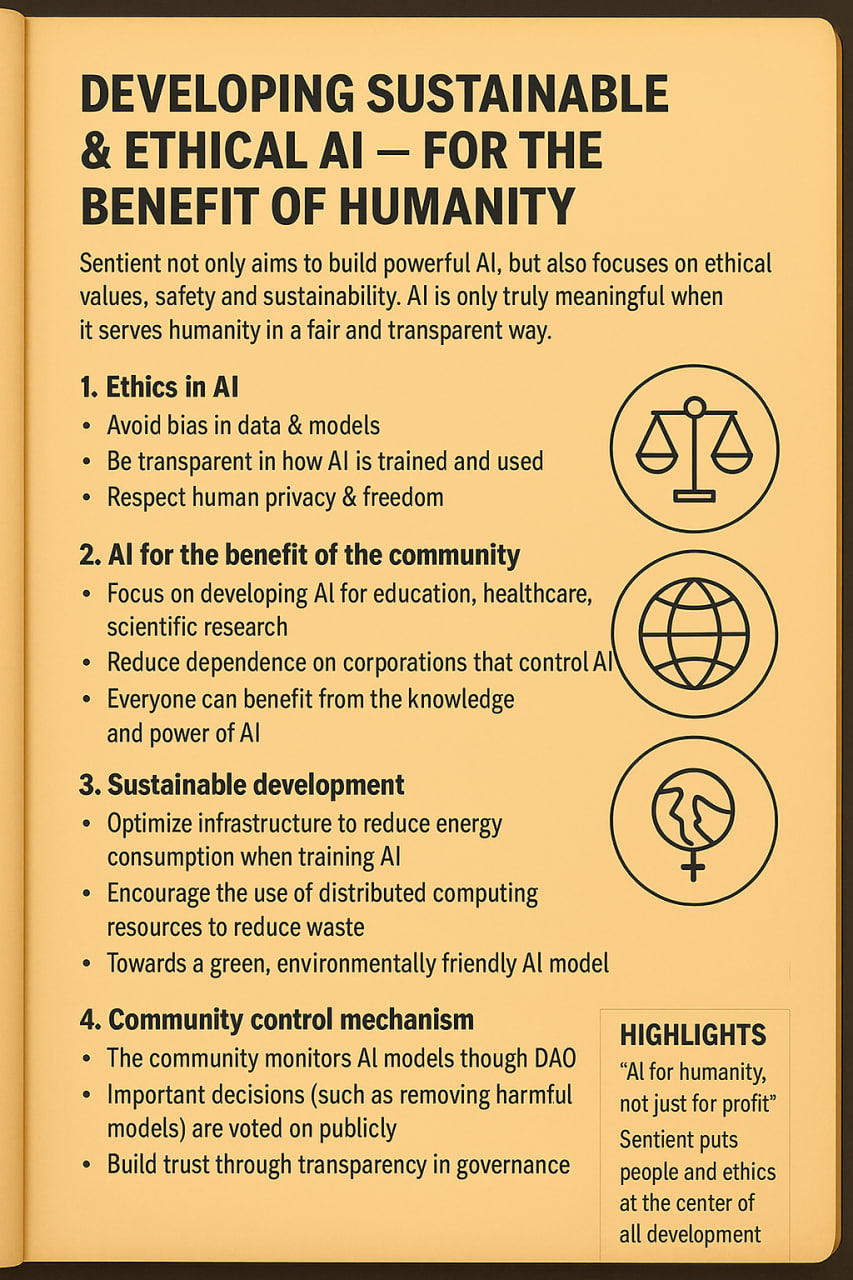 DEVELOPING SUSTAINABLE
& ETHICAL AI — FOR THE
BENEFIT OF HUMANITY
Sentient not only aims to build powerful AI, but also focuses on ethical
values, safety and sustainability. AI is only truly meaningful when
it serves humanity in a fair and transparent way.
1. Ethics in AI
• Avoid bias in data & models
• Be transparent in how AI is trained and used
• Respect human privacy & freedom
2. AI for the benefit of the community
• Focus on developing AI for education, healthcare,
scientific research
• Reduce dependence on corporations that control AI
• Everyone can benefit from the knowledge
and power of AI
3. Sustainable development
• Optimize infrastructure to reduce energy
consumption when training AI
• Encourage the use of distributed computing
resources to reduce waste
• Towards a green, environmentally friendly AI model
4. Community control mechanism
• The community monitors AI models though DAO
• Important decisions (such as removing harmful
models) are voted on publicly
• Build trust through transparency in governance
HIGHLIGHTS
“AI for humanity,
not just for profit”
Sentient puts
people and ethics
at the center of
all development